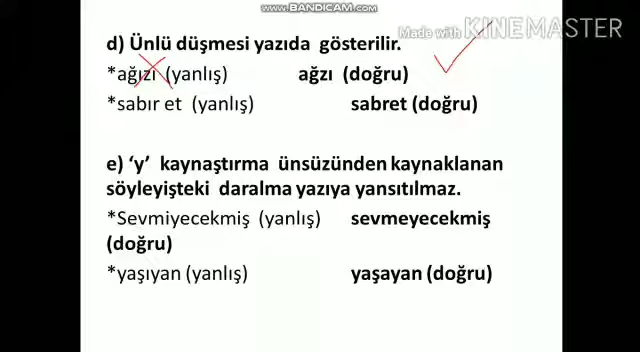 www.BANDICAM.com
Made with KINEMASTER
d) Ünlü düşmesi yazıda gösterilir.
*ağızı (yanlış) ağzı (doğru)
*sabır et (yanlış) sabret (doğru)
e) ‘y’ kaynaştırma ünsüzünden kaynaklanan
söyleyişteki daralma yazıya yansıtılmaz.
*Sevmiyecekmiş (yanlış) sevmeyecekmiş
(doğru)
*yaşıyan (yanlış) yaşayan (doğru)